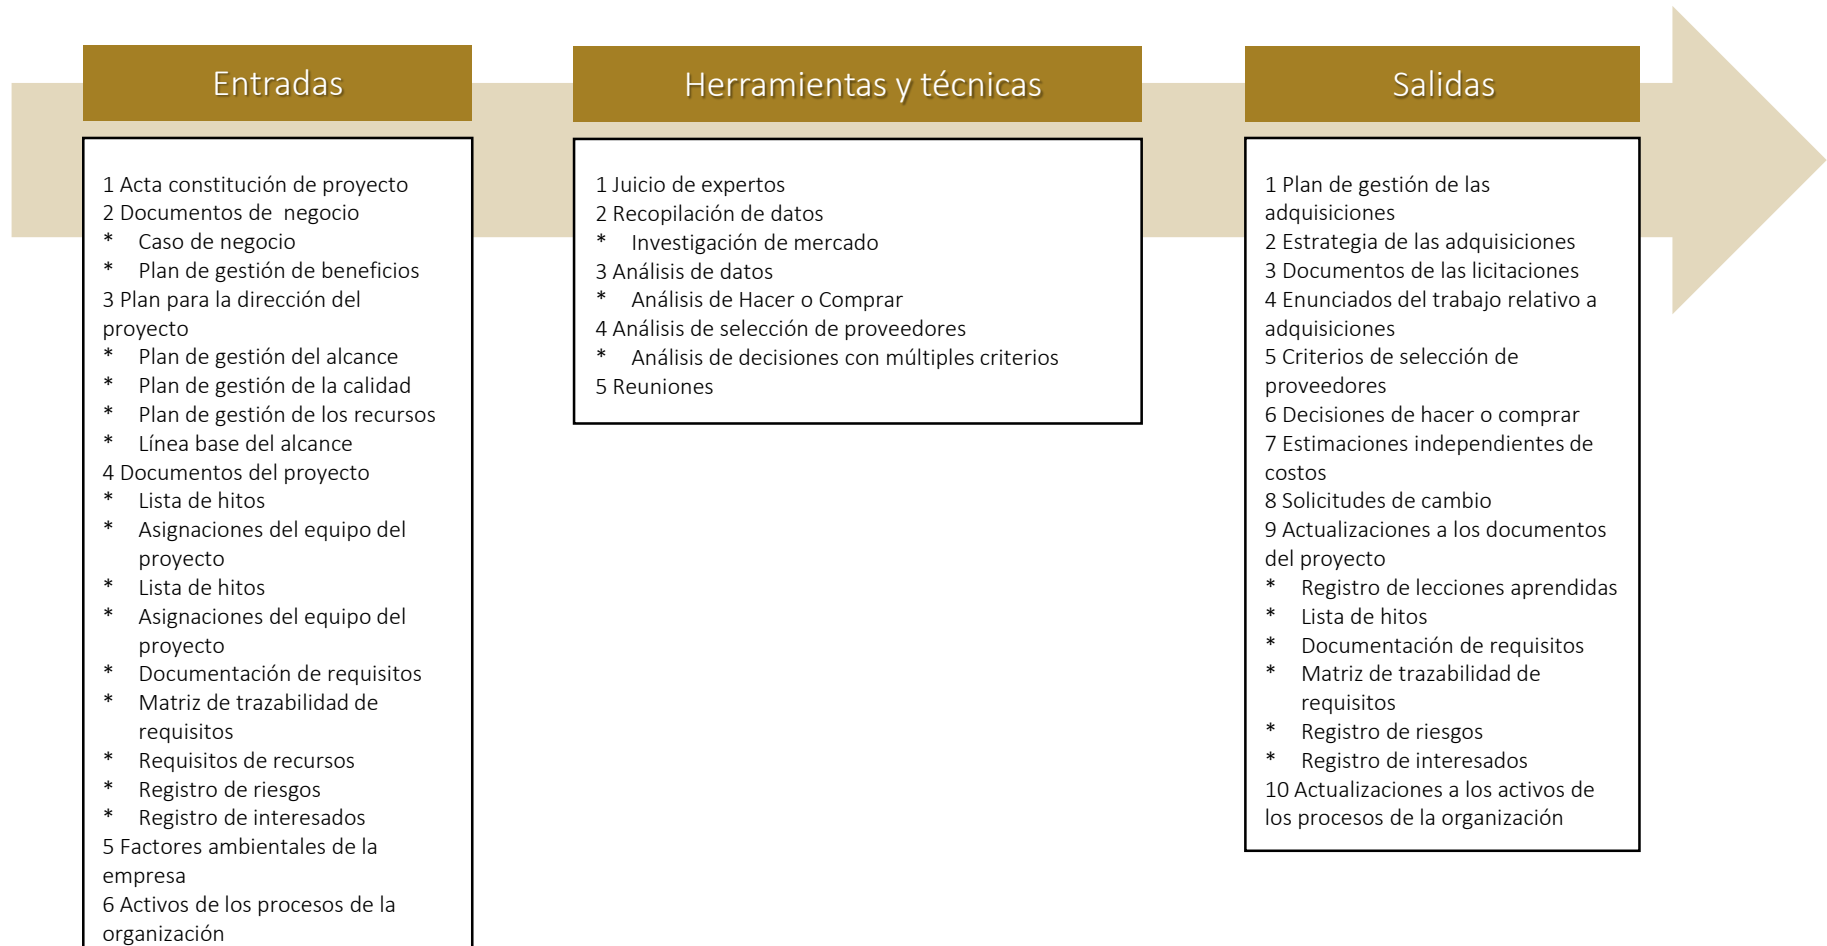 Entradas
1 Acta constitución de proyecto
2 Documentos de  negocio
* Caso de negocio
* Plan de gestión de beneficios
3 Plan para la dirección del
proyecto
* Plan de gestión del alcance
* Plan de gestión de la calidad
* Plan de gestión de los recursos
* Línea base del alcance
4 Documentos del proyecto
* Lista de hitos
* Asignaciones del equipo del
proyecto
* Lista de hitos
* Asignaciones del equipo del
proyecto
* Documentación de requisitos
* Matriz de trazabilidad de
requisitos
* Requisitos de recursos
* Registro de riesgos
* Registro de interesados
5 Factores ambientales de la
empresa
6 Activos de los procesos de la
organización
Herramientas y técnicas
1 Juicio de expertos
2 Recopilación de datos
* Investigación de mercado
3 Análisis de datos
* Análisis de Hacer o Comprar
4 Análisis de selección de proveedores
* Análisis de decisiones con múltiples criterios
5 Reuniones
Salidas
1 Plan de gestión de las
adquisiciones
2 Estrategia de las adquisiciones
3 Documentos de las licitaciones
4 Enunciados del trabajo relativo a
adquisiciones
5 Criterios de selección de
proveedores
6 Decisiones de hacer o comprar
7 Estimaciones independientes de
costos
8 Solicitudes de cambio
9 Actualizaciones a los documentos
del proyecto
* Registro de lecciones aprendidas
* Lista de hitos
* Documentación de requisitos
* Matriz de trazabilidad de
requisitos
* Registro de riesgos
* Registro de interesados
10 Actualizaciones a los activos de
los procesos de la organización